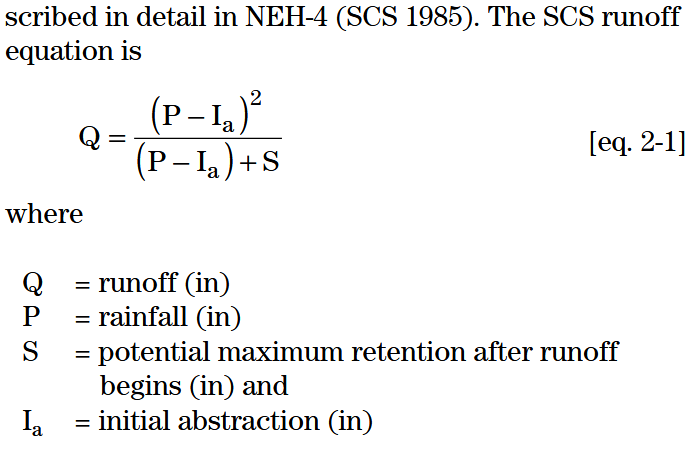 scribed in detail in NEH-4 (SCS 1985). The SCS runoff
equation is
Q = (P – Iₐ)² / (P – Iₐ) + S [eq. 2-1]
where
Q = runoff (in)
P = rainfall (in)
S = potential maximum retention after runoff
begins (in) and
Iₐ = initial abstraction (in)